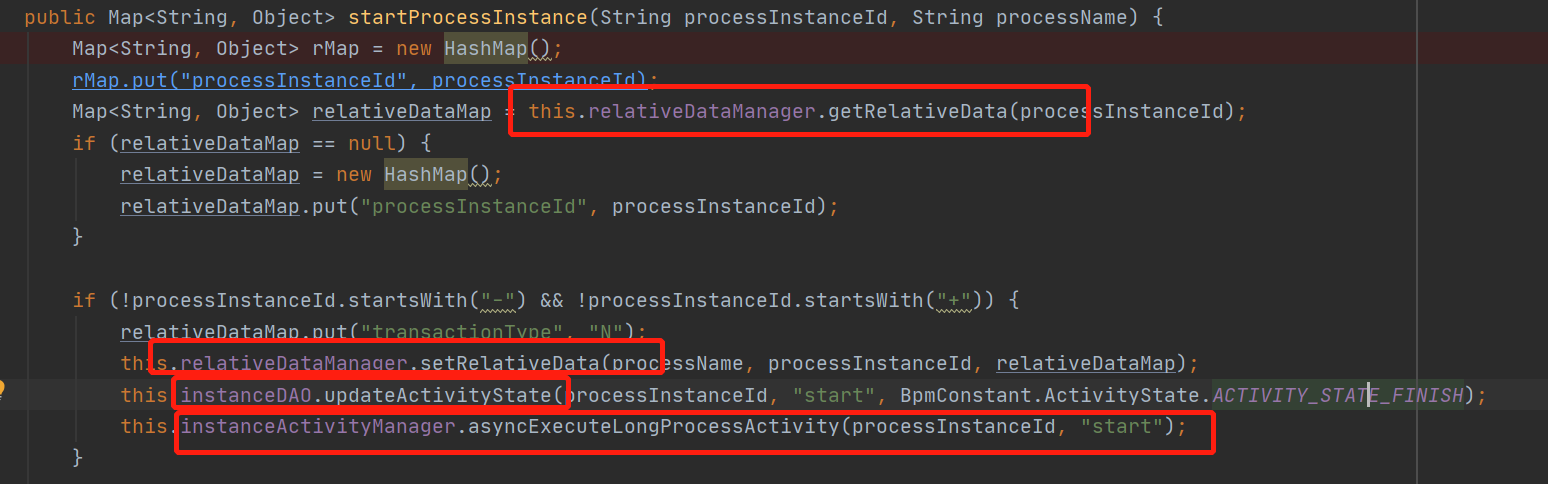 public Map<String, Object> startProcessInstance(String processInstanceId, String processName) {
Map<String, Object> rMap = new HashMap();
rMap.put("processInstanceId", processInstanceId);
Map<String, Object> relativeDataMap = this.relativeDataManager.getRelativeData(processInstanceId);
if (relativeDataMap == null) {
relativeDataMap = new HashMap();
relativeDataMap.put("processInstanceId", processInstanceId);
}
if (!processInstanceId.startsWith("-") && !processInstanceId.startsWith("+")) {
relativeDataMap.put("transactionType", "N");
this.relativeDataManager.setRelativeData(processName, processInstanceId, relativeDataMap);
this.instanceDAO.updateActivityState(processInstanceId, "start", BpmConstant.ActivityState.ACTIVITY_STATE_FINISH);
this.instanceActivityManager.asyncExecuteLongProcessActivity(processInstanceId, "start");
}